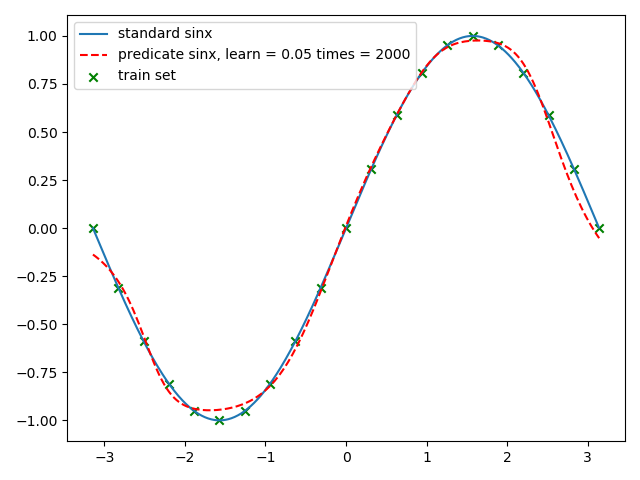 standard sinx
predicate sinx, learn = 0.05 times = 2000
train set
1.00
0.75
0.50
0.25
0.00
−0.25
−0.50
−0.75
−1.00
−3 −2 −1 0 1 2 3